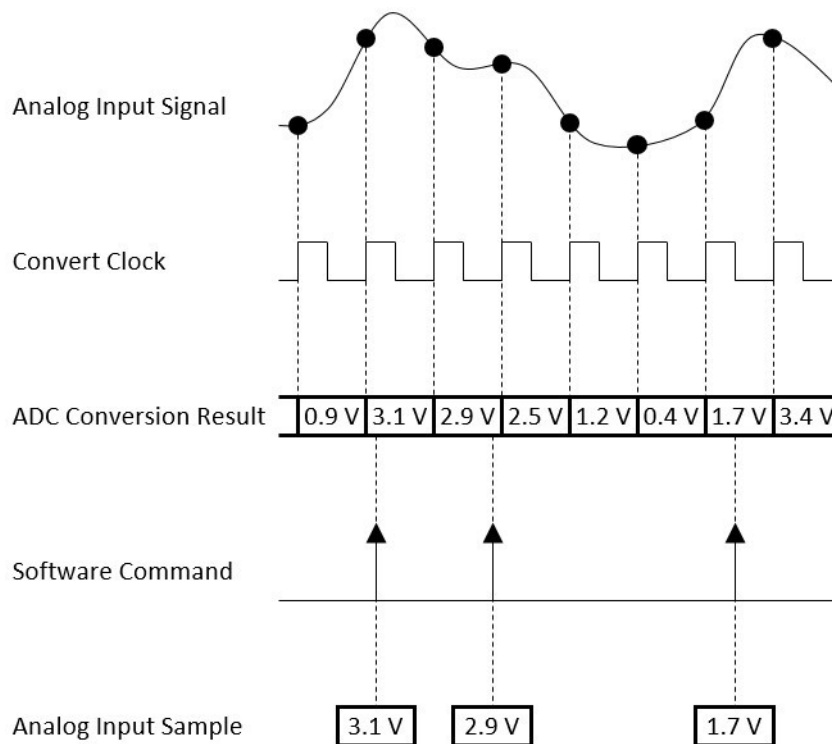 Analog Input Signal
Convert Clock
ADC Conversion Result 0.9 V 3.1 V 2.9 V 2.5 V 1.2 V 0.4 V 1.7 V 3.4 V
Software Command
Analog Input Sample 3.1 V 2.9 V 1.7 V